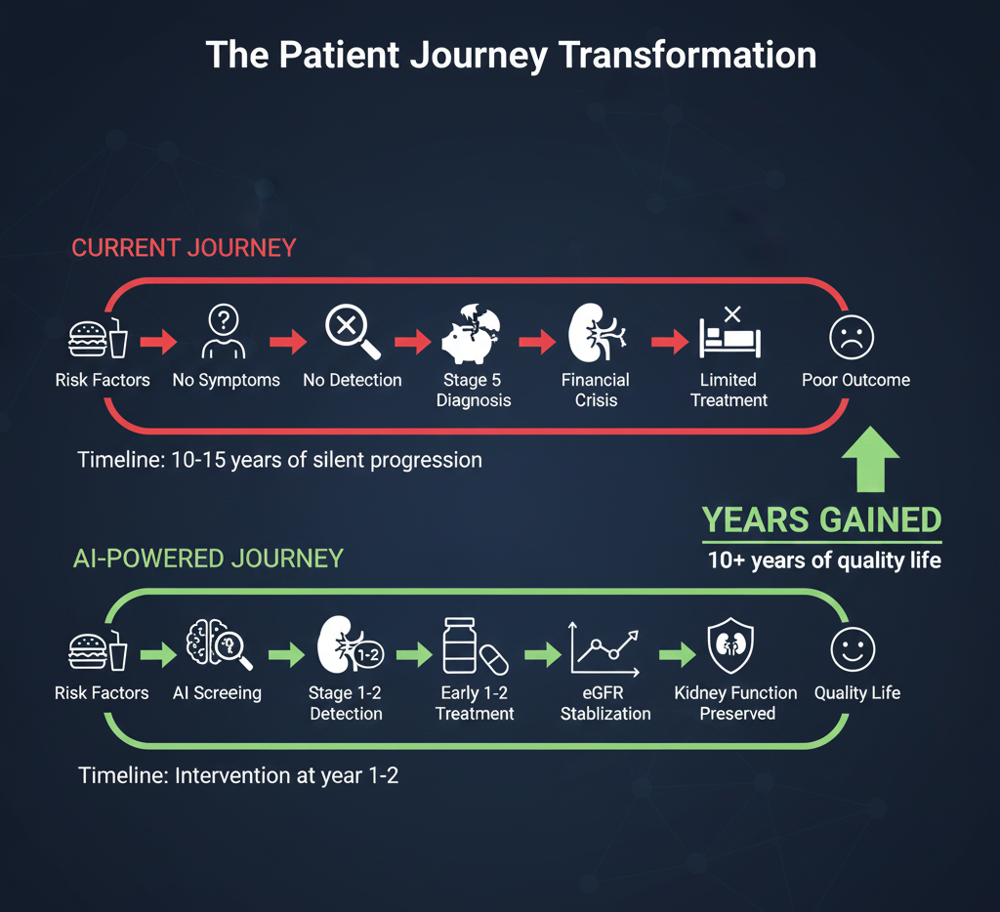 The Patient Journey Transformation
CURRENT JOURNEY
?
Risk Factors
No Symptoms
No Detection
Stage 5
Diagnosis
Financial
Crisis
Limited
Treatment
Poor Outcome
Timeline: 10-15 years of silent progression
YEARS GAINED
10+ years of quality life
AI-POWERED JOURNEY
?
1-2
Risk Factors
AI Screeing
Stage 1-2
Detection
Early 1-2
Treatment
eGFR
Stablization
Kidney Function
Preserved
Quality Life
Timeline: Intervention at year 1-2